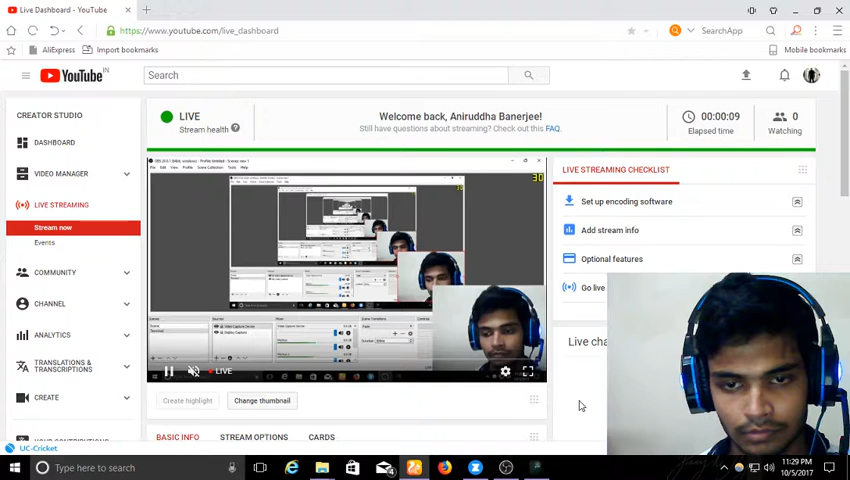 Live Dashboard - YouTube
https://www.youtube.com/live_dashboard
SearchApp
AliExpress
Import bookmarks
Mobile bookmarks
YouTube IN
Search
CREATOR STUDIO
DASHBOARD
VIDEO MANAGER
LIVE STREAMING
Stream now
Events
COMMUNITY
CHANNEL
ANALYTICS
TRANSLATIONS &
TRANSCRIPTIONS
CREATE
LIVE
Stream health ?
Welcome back, Aniruddha Banerjee!
Still have questions about streaming? Check out this FAQ.
00:00:09
Elapsed time
0
Watching
30
LIVE
Create highlight
Change thumbnail
BASIC INFO
STREAM OPTIONS
CARDS
LIVE STREAMING CHECKLIST
Set up encoding software
Add stream info
Optional features
Go live
Live cha
UC-Cricket
Type here to search
11:29 PM
10/5/2017